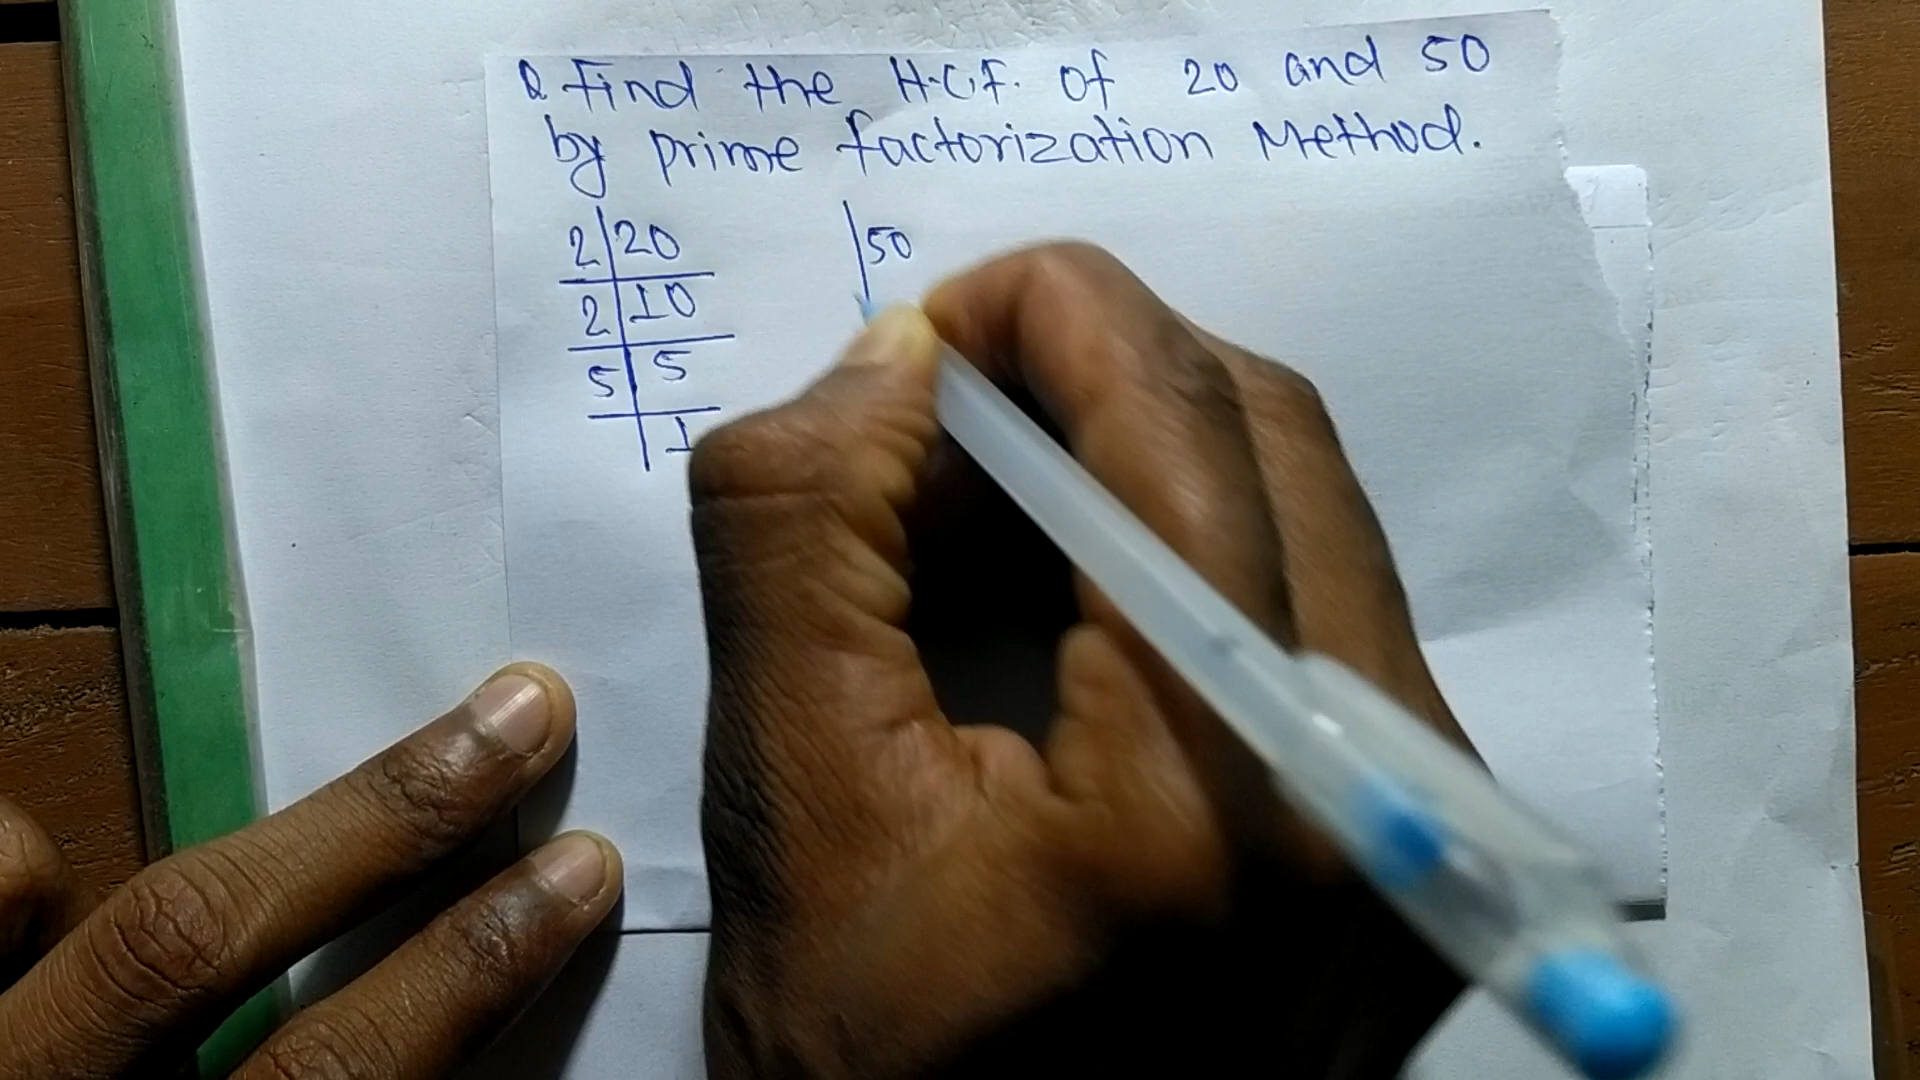 Q Find the H.C.F. of 20 and 50
by prime factorization Method.
2 20
50
2 10
5 5
1